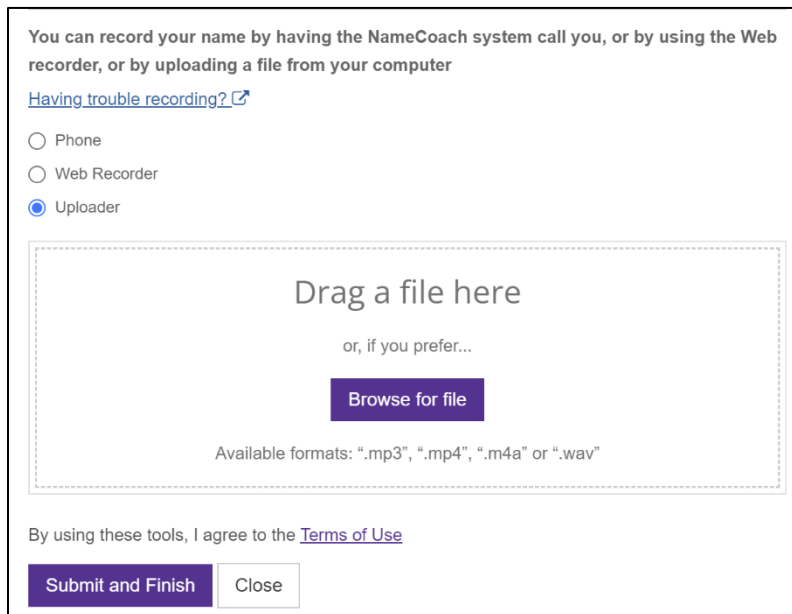 You can record your name by having the NameCoach system call you, or by using the Web
recorder, or by uploading a file from your computer
Having trouble recording?
Phone
Web Recorder
Uploader
Drag a file here
or, if you prefer...
Browse for file
Available formats: “.mp3”, “.mp4”, “.m4a” or “.wav”
By using these tools, I agree to the Terms of Use
Submit and Finish Close